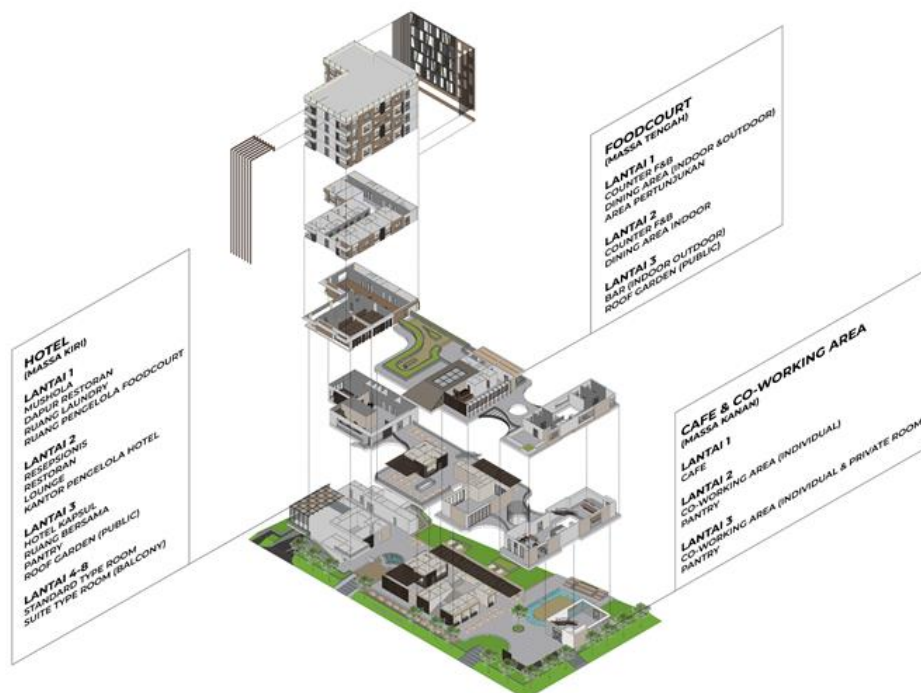 FOODCOURT
(MASSA TENGAH)
LANTAI 1
COUNTER F&B
DINING AREA (INDOOR &OUTDOOR)
AREA PERTUNJUKAN
LANTAI 2
COUNTER F&B
DINING AREA INDOOR
LANTAI 3
BAR (INDOOR OUTDOOR)
ROOF GARDEN (PUBLIC)
HOTEL
(MASSA KIRI)
LANTAI 1
MUSHOLA
DAPUR RESTORAN
RUANG LAUNDRY
RUANG PENGELOLA FOODCOURT
LANTAI 2
RESEPSIONIS
RESTORAN
LOUNGE
KANTOR PENGELOLA HOTEL
LANTAI 3
HOTEL KAPSUL
RUANG BERSAMA
PANTRY
ROOF GARDEN (PUBLIC)
LANTAI 4-8
STANDARD TYPE ROOM
SUITE TYPE ROOM (BALCONY)
CAFE & CO-WORKING AREA
(MASSA KANAN)
LANTAI 1
CAFE
LANTAI 2
CO-WORKING AREA (INDIVIDUAL)
PANTRY
LANTAI 3
CO-WORKING AREA (INDIVIDUAL & PRIVATE ROOM
PANTRY